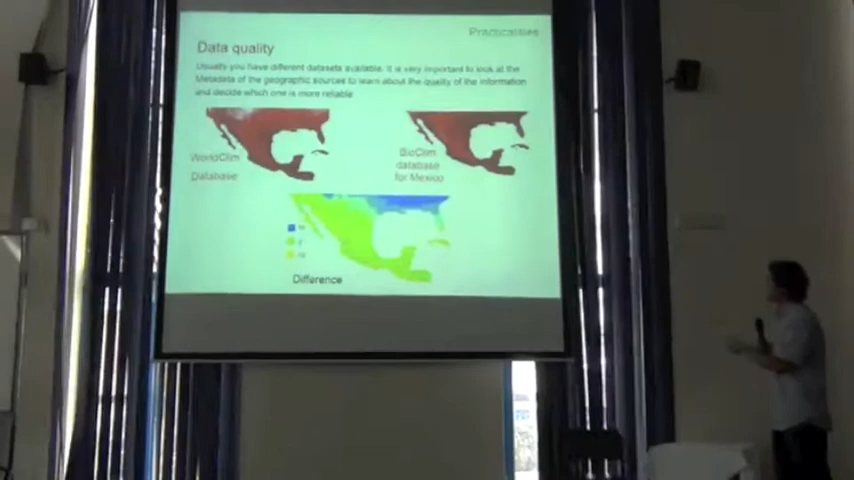 Practicalities
Data quality
Usually you have different datasets available. It is very important to look at the
Metadata of the geographic sources to learn about the quality of the information
and decide which one is more reliable
WorldClim
Database
BioClim
database
for Mexico
Difference